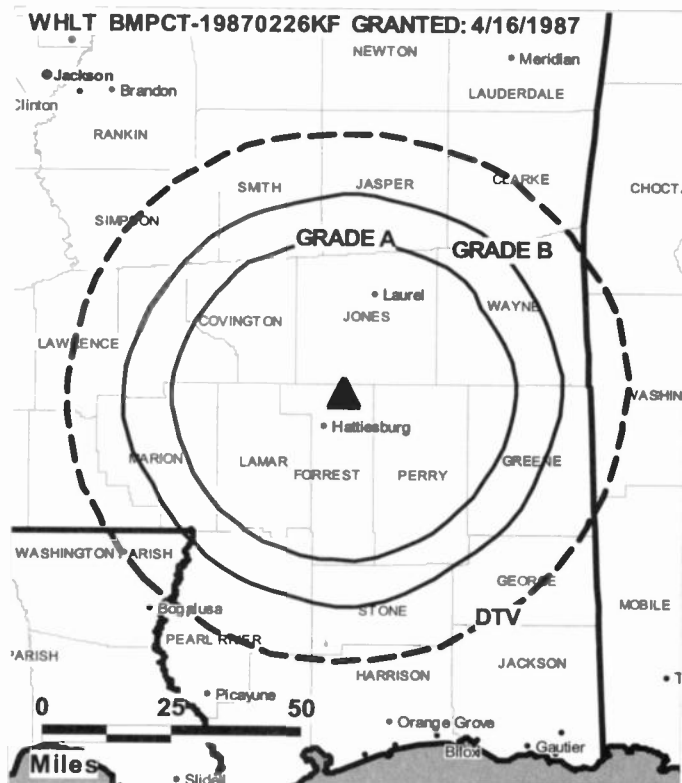 WHLT BMPCT-19870226KF GRANTED: 4/16/1987
NEWTON
Meridian
Jackson
Clinton
Brandon
LAUDERDALE
RANKIN
SMITH
JASPER
CLARKE
CHOCTA
SIMPSON
GRADE A
GRADE B
Laurel
WAYNE
COVINGTON
JONES
LAWRENCE
WASHIN
Hattiesburg
MARION
LAMAR
FORREST
PERRY
GREENE
WASHINGTON PARISH
GEORGE
Bogalusa
STONE
DTV
MOBILE
PEARL RIVER
PARISH
HARRISON
JACKSON
T
Picayune
0 25 50
Orange Grove
Biloxi
Gautier
Miles
Slidell